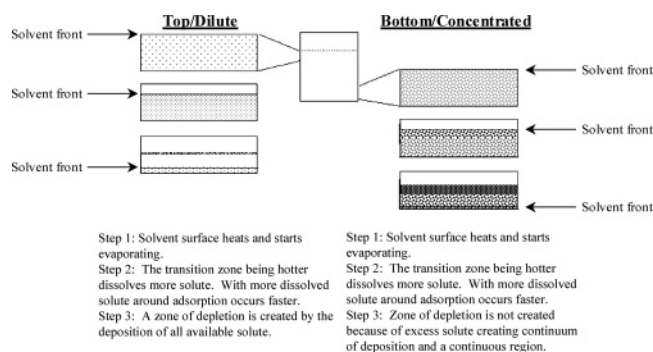 Top/Dilute
Bottom/Concentrated
Solvent front
Solvent front
Solvent front
Solvent front
Solvent front
Solvent front
Step 1: Solvent surface heats and starts
evaporating.
Step 2: The transition zone being hotter
dissolves more solute. With more dissolved
solute around adsorption occurs faster.
Step 3: A zone of depletion is created by the
deposition of all available solute.
Step 1: Solvent surface heats and starts
evaporating.
Step 2: The transition zone being hotter
dissolves more solute. With more dissolved
solute around adsorption occurs faster.
Step 3: Zone of depletion is not created
because of excess solute creating continuum
of deposition and a continuous region.